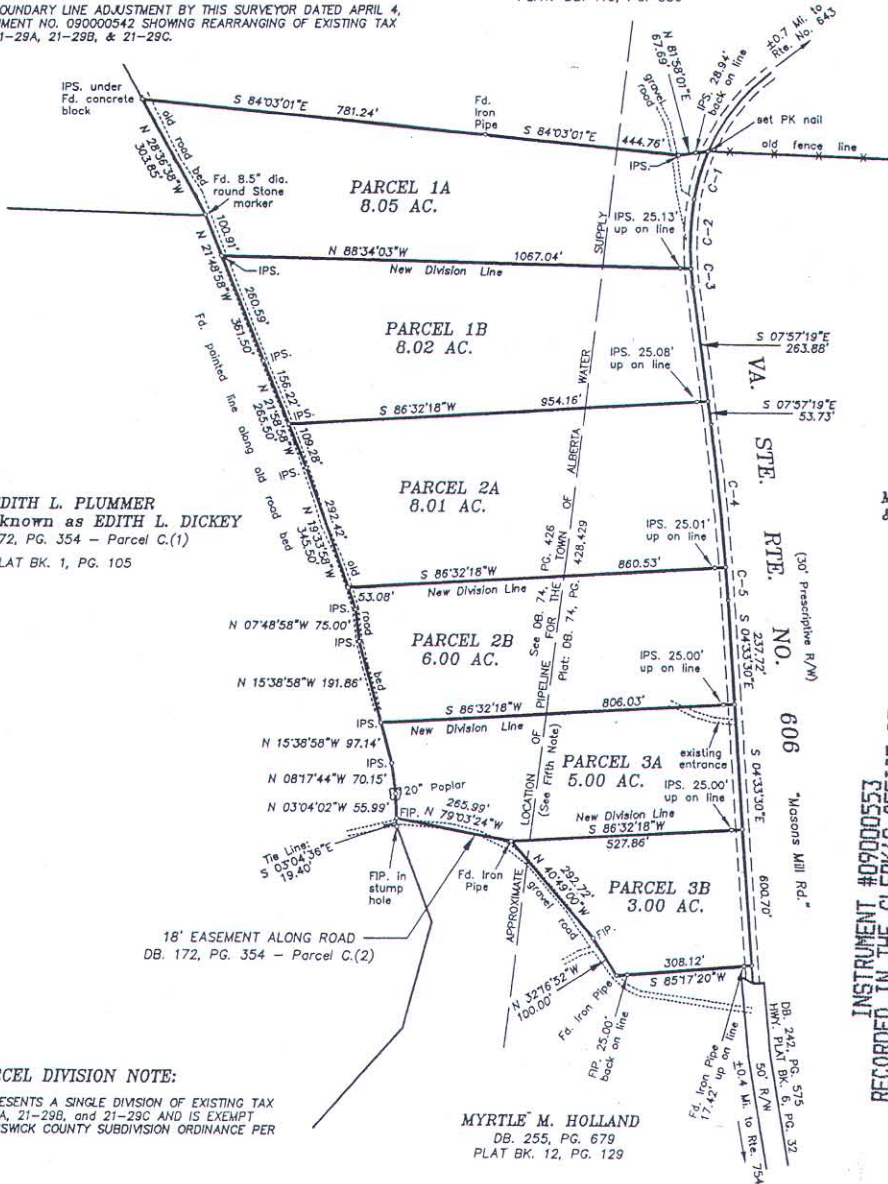 OUNDARY LINE ADJUSTMENT BY THIS SURVEYOR DATED APRIL 4,
MENT NO. 090000542 SHOWING REARRANGING OF EXISTING TAX
1-29A, 21-29B, & 21-29C.
±0.7 Mi. to
Rte. No. 643
N 81°58'01"E
67.69'
IPS. 28.94'
back on line
gravel
road
set PK nail
old fence line
IPS. under
Fd. concrete
block
S 84°03'01"E 781.24'
Fd.
Iron
Pipe
S 84°03'01"E 444.76'
IPS.
old road bed
N 28°36'38"W
303.85'
Fd. 8.5" dia.
round Stone
marker
PARCEL 1A
8.05 AC.
C-1
C-2
C-3
IPS. 25.13'
up on line
100.91'
N 21°48'58"W
361.50'
IPS.
N 88°34'03"W 1067.04'
New Division Line
260.59'
Fd. painted line along old road bed
PARCEL 1B
8.02 AC.
S 07°57'19"E
263.88'
IPS.
156.22'
IPS. 25.08'
up on line
VA. STE. RTE. NO. 606
S 07°57'19"E
53.73'
N 21°58'58"W
265.50'
IPS.
S 86°32'18"W 954.16'
109.28'
IPS.
PARCEL 2A
8.01 AC.
C-4
292.42'
N 19°33'58"W
345.50'
IPS. 25.01'
up on line
EDITH L. PLUMMER
known as EDITH L. DICKEY
72, PG. 354 – Parcel C.(1)
LAT BK. 1, PG. 105
S 86°32'18"W 860.53'
New Division Line
C-5
(30' Prescriptive R/W)
53.08'
IPS.
old road bed
N 07°48'58"W 75.00'
IPS.
PARCEL 2B
6.00 AC.
S 04°33'30"E
237.72'
IPS. 25.00'
up on line
N 15°38'58"W 191.86'
S 86°32'18"W 806.03'
IPS.
New Division Line
existing
entrance
N 15°38'58"W 97.14'
IPS.
PARCEL 3A
5.00 AC.
IPS. 25.00'
up on line
S 04°33'30"E 600.70'
"Masons Mill Rd."
N 08°17'44"W 70.15'
20" Poplar
N 03°04'02"W 55.99'
FIP.
265.99'
N 79°03'24"W
New Division Line
S 86°32'18"W
527.86'
Tie Line:
S 03°04'36"E
19.40'
FIP. in
stump
hole
Fd. Iron
Pipe
APPROXIMATE LOCATION OF PIPELINE FOR THE TOWN OF ALBERTA WATER SUPPLY
(See Fifth Note)
See DB. 74, PG. 426
Plat: DB. 74, PG. 428,429
292.72'
N 40°49'00"W
gravel road
PARCEL 3B
3.00 AC.
FIP.
18' EASEMENT ALONG ROAD
DB. 172, PG. 354 – Parcel C.(2)
N 32°16'52"W
100.00'
308.12'
S 85°17'20"W
Fd. Iron Pipe
FIP. 25.00'
back on line
Fd. Iron Pipe
17.42' up on line
DB. 242, PG. 575
HWY. PLAT BK. 6, PG. 32
50' R/W
±0.4 Mi. to Rte. 754
RCEL DIVISION NOTE:
ESENTS A SINGLE DIVISION OF EXISTING TAX
A, 21-29B, and 21-29C AND IS EXEMPT
SWICK COUNTY SUBDIVISION ORDINANCE PER
MYRTLE M. HOLLAND
DB. 255, PG. 679
PLAT BK. 12, PG. 129
INSTRUMENT #09000553